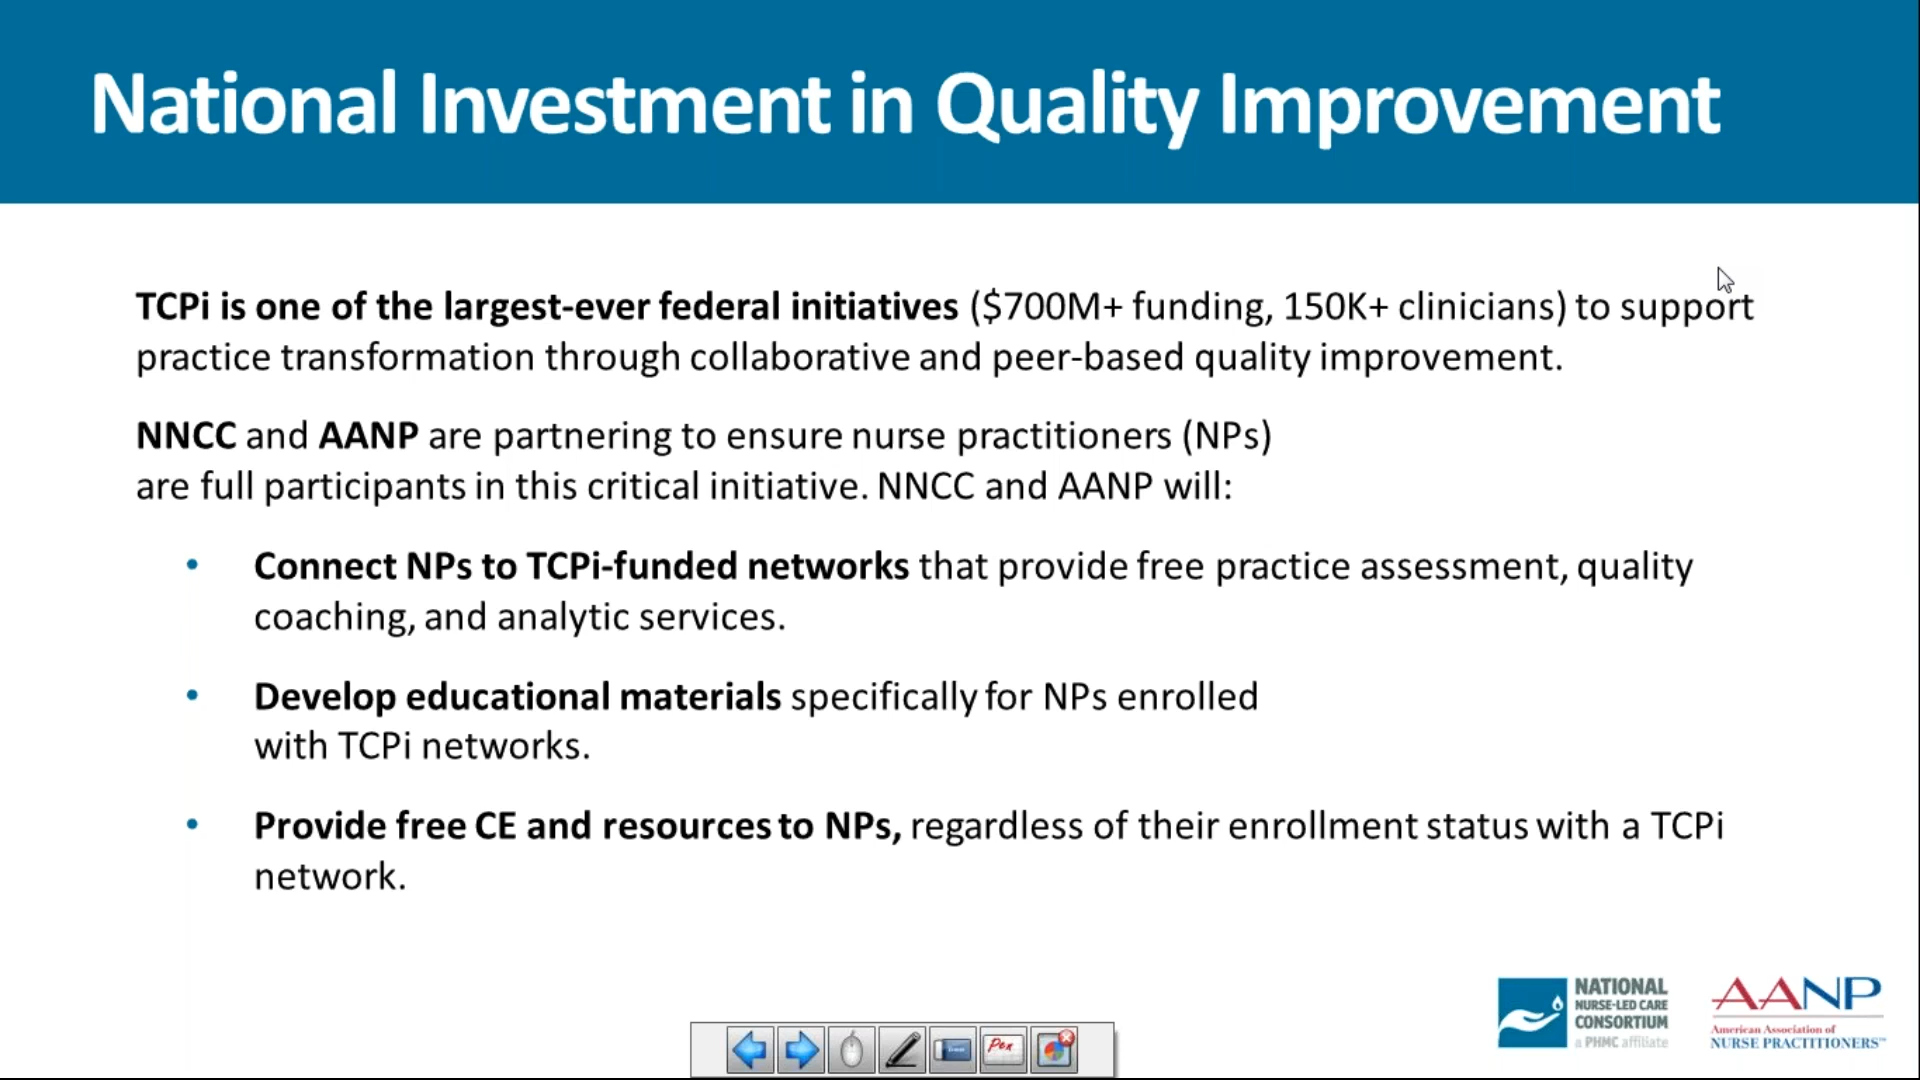 National Investment in Quality Improvement
TCPi is one of the largest-ever federal initiatives ($700M+ funding, 150K+ clinicians) to support
practice transformation through collaborative and peer-based quality improvement.
NNCC and AANP are partnering to ensure nurse practitioners (NPs)
are full participants in this critical initiative. NNCC and AANP will:
• Connect NPs to TCPi-funded networks that provide free practice assessment, quality
coaching, and analytic services.
• Develop educational materials specifically for NPs enrolled
with TCPi networks.
• Provide free CE and resources to NPs, regardless of their enrollment status with a TCPi
network.
NATIONAL
NURSE-LED CARE
CONSORTIUM
a PHMC affiliate
AANP
American Association of
NURSE PRACTITIONERS™
Pen